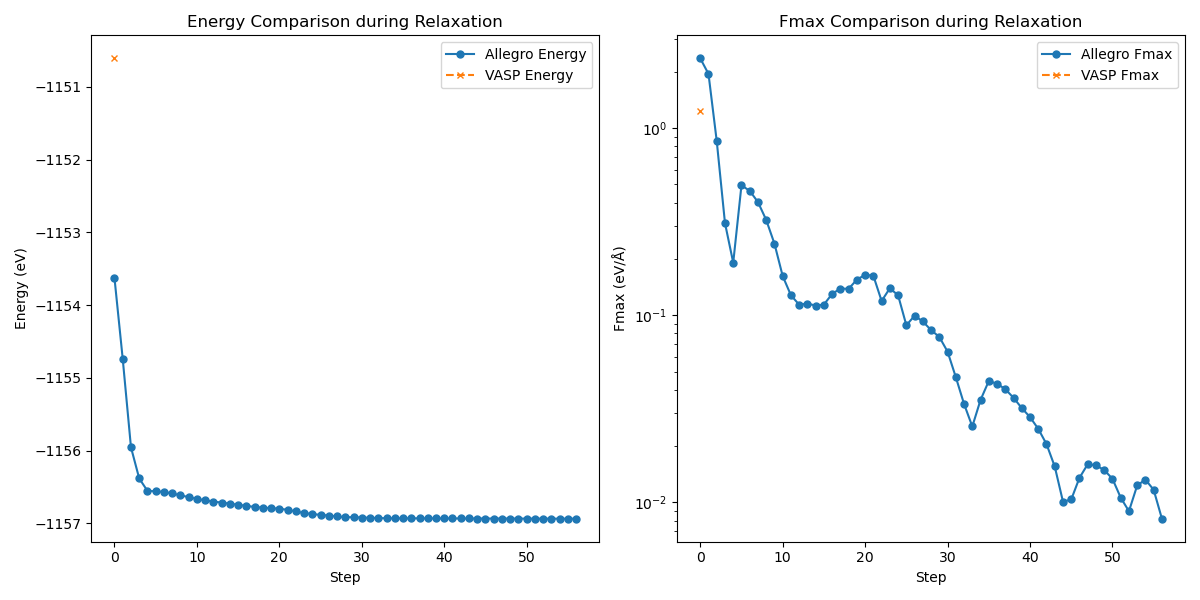 Energy Comparison during Relaxation
Allegro Energy
VASP Energy
Energy (eV)
−1151
−1152
−1153
−1154
−1155
−1156
−1157
0 10 20 30 40 50
Step
Fmax Comparison during Relaxation
Allegro Fmax
VASP Fmax
Fmax (eV/Å)
10⁰
10⁻¹
10⁻²
0 10 20 30 40 50
Step